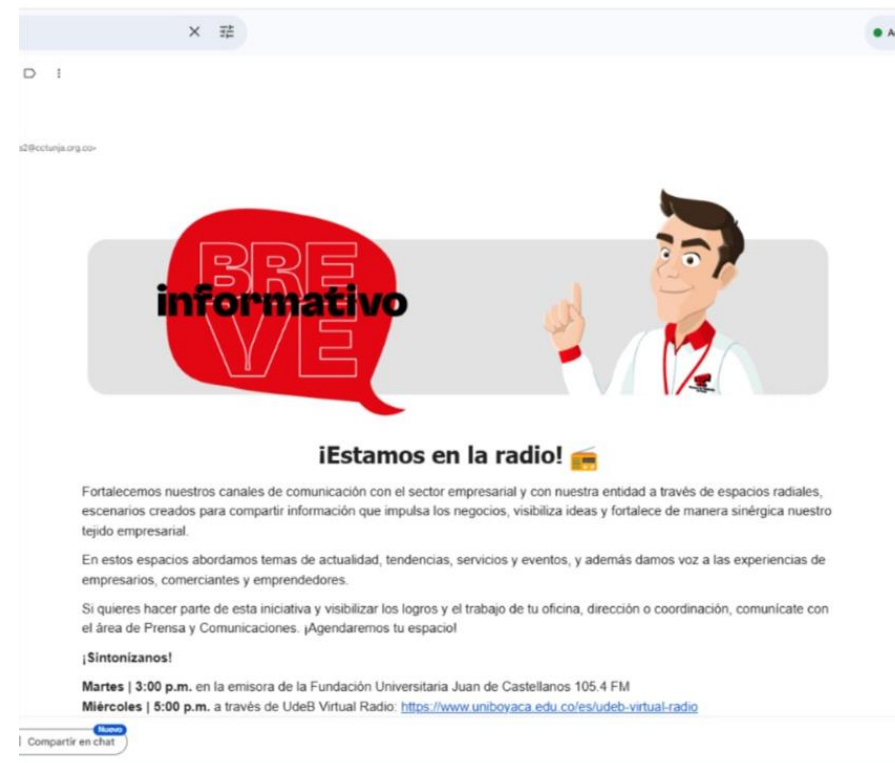 s2@cctunja.org.co>
BRE
informativo
VE
¡Estamos en la radio!
Fortalecemos nuestros canales de comunicación con el sector empresarial y con nuestra entidad a través de espacios radiales,
escenarios creados para compartir información que impulsa los negocios, visibiliza ideas y fortalece de manera sinérgica nuestro
tejido empresarial.
En estos espacios abordamos temas de actualidad, tendencias, servicios y eventos, y además damos voz a las experiencias de
empresarios, comerciantes y emprendedores.
Si quieres hacer parte de esta iniciativa y visibilizar los logros y el trabajo de tu oficina, dirección o coordinación, comunícate con
el área de Prensa y Comunicaciones. ¡Agendaremos tu espacio!
¡Sintonízanos!
Martes | 3:00 p.m. en la emisora de la Fundación Universitaria Juan de Castellanos 105.4 FM
Miércoles | 5:00 p.m. a través de UdeB Virtual Radio: https://www.uniboyaca.edu.co/es/udeb-virtual-radio
Nuevo
Compartir en chat